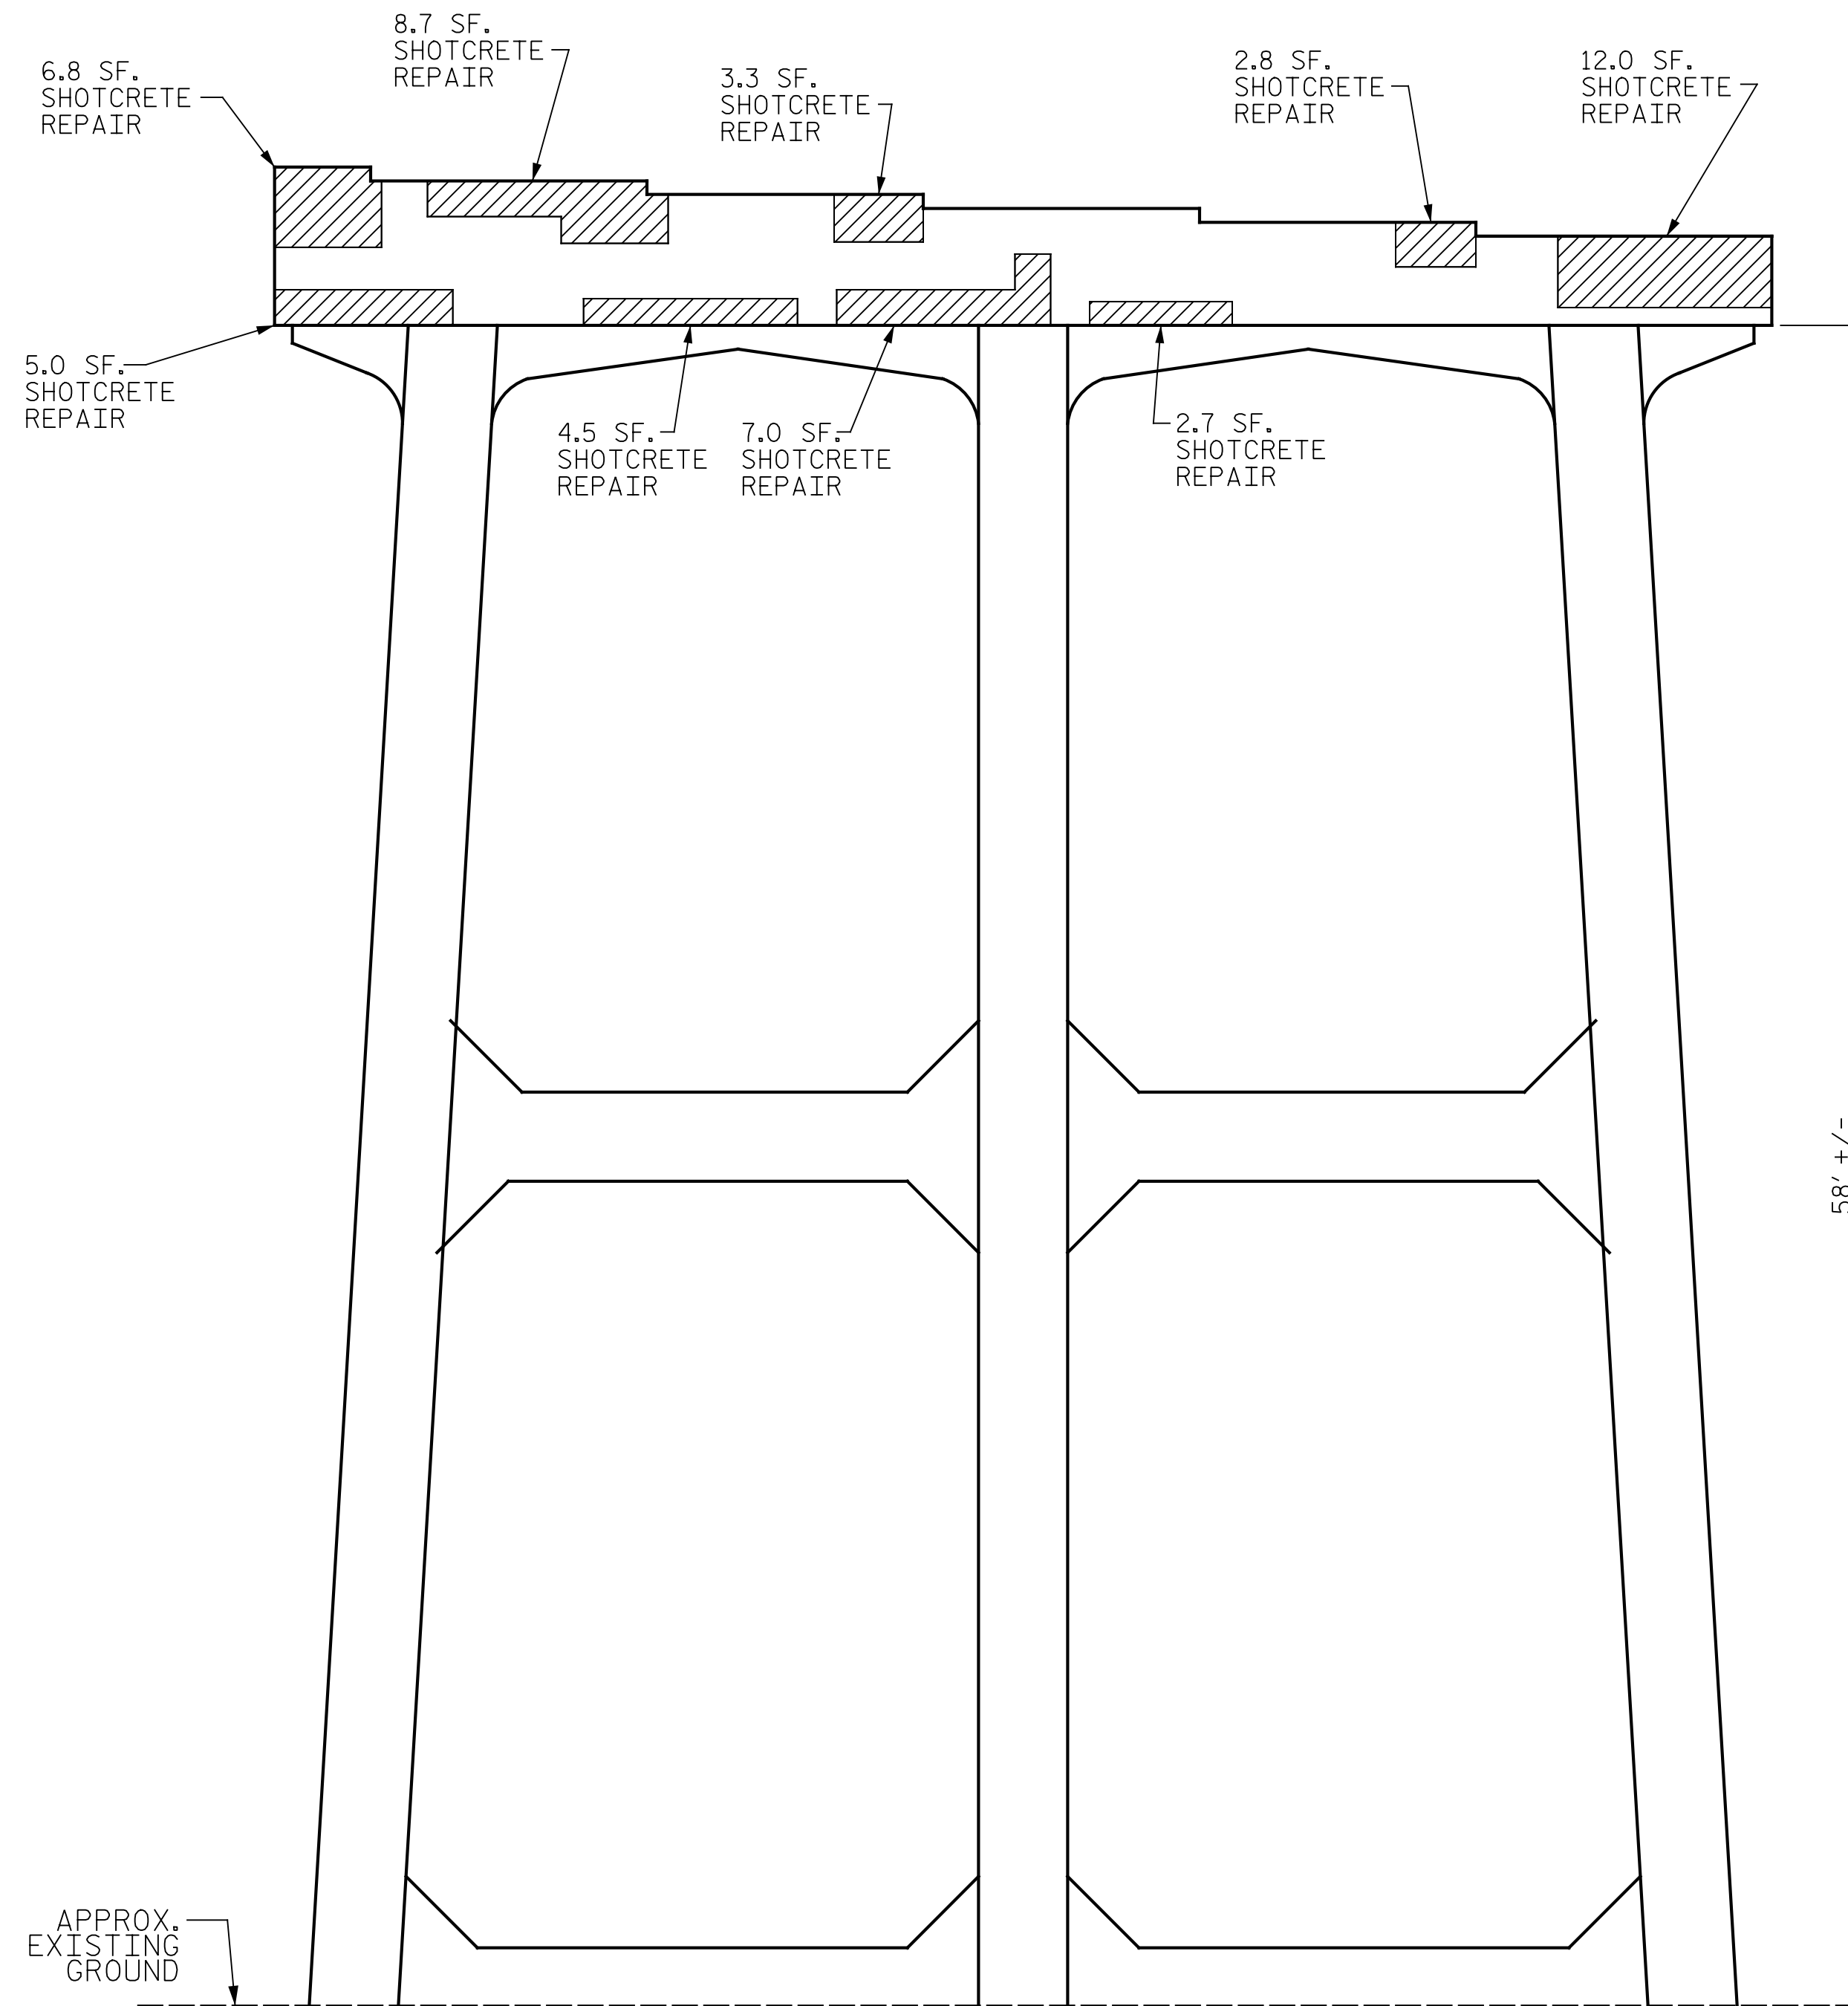 8.7 SF.
SHOTCRETE
REPAIR
6.8 SF.
SHOTCRETE
REPAIR
3.3 SF.
SHOTCRETE
REPAIR
2.8 SF.
SHOTCRETE
REPAIR
12.0 SF.
SHOTCRETE
REPAIR
5.0 SF.
SHOTCRETE
REPAIR
4.5 SF.
SHOTCRETE
REPAIR
7.0 SF.
SHOTCRETE
REPAIR
2.7 SF.
SHOTCRETE
REPAIR
58' +/-
APPROX.
EXISTING
GROUND